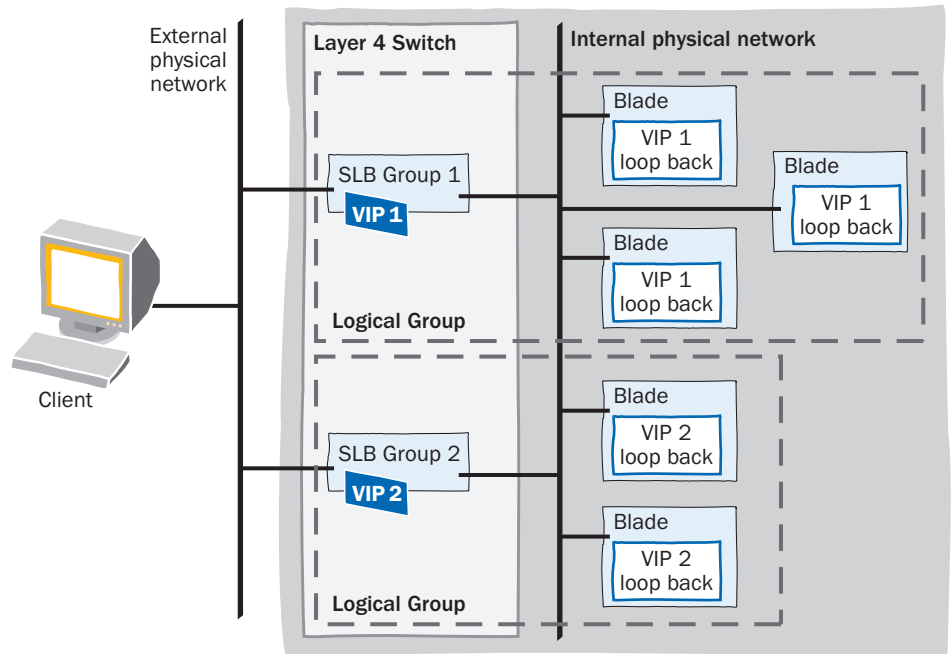 External
physical
network
Layer 4 Switch
Internal physical network
Blade
VIP 1
loop back
Blade
VIP 1
loop back
SLB Group 1
VIP 1
Blade
VIP 1
loop back
Logical Group
Client
Blade
VIP 2
loop back
SLB Group 2
VIP 2
Blade
VIP 2
loop back
Logical Group